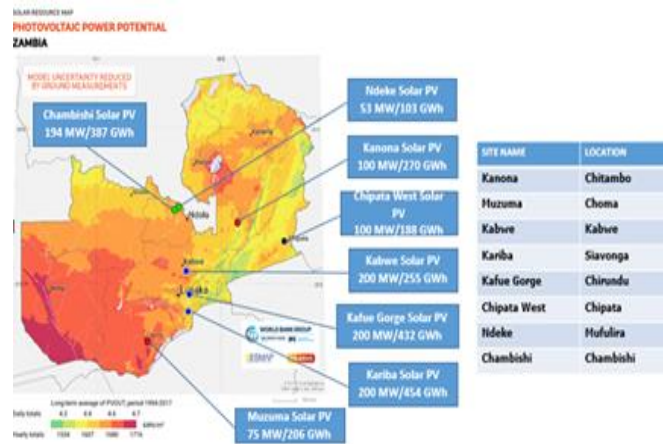 SOLAR RESOURCE MAP
PHOTOVOLTAIC POWER POTENTIAL
ZAMBIA
MODEL UNCERTAINTY REDUCED
BY GROUND MEASUREMENTS
Chambishi Solar PV
194 MW/387 GWh
Ndeke Solar PV
53 MW/103 GWh
Kanona Solar PV
100 MW/270 GWh
Chipata West Solar
PV
100 MW/188 GWh
Kabwe Solar PV
200 MW/255 GWh
Kafue Gorge Solar PV
200 MW/432 GWh
Kariba Solar PV
200 MW/454 GWh
Muzuma Solar PV
75 MW/206 GWh
Ndola
Kabwe
Lusaka
WORLD BANK GROUP
Long-term average of PVOUT, period 1994-2017
Daily totals:
Yearly totals:
SITE NAME LOCATION
Kanona Chitambo
Muzuma Choma
Kabwe Kabwe
Kariba Siavonga
Kafue Gorge Chirundu
Chipata West Chipata
Ndeke Mufulira
Chambishi Chambishi